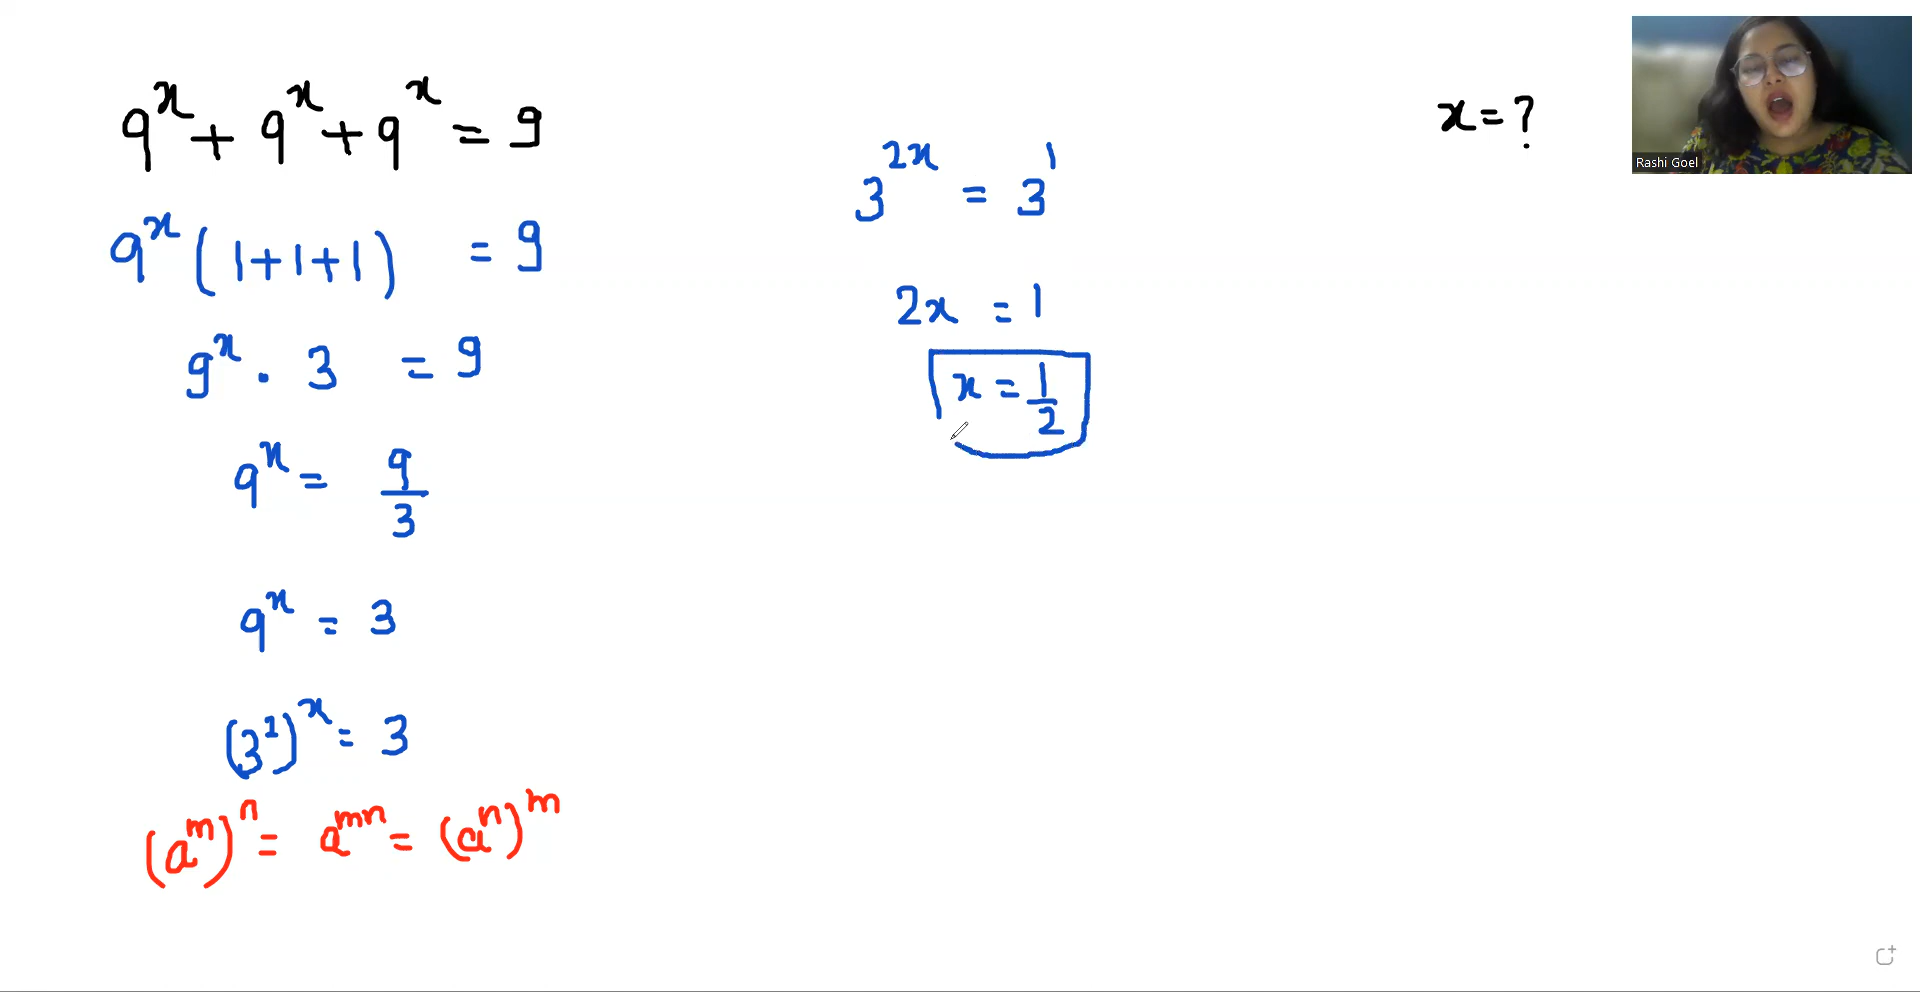 9^x + 9^x + 9^x = 9
9^x (1+1+1) = 9
9^x · 3 = 9
9^x = 9/3
9^x = 3
(3^2)^x = 3
(a^m)^n = a^mn = (a^n)^m
3^2x = 3^1
2x = 1
x = 1/2
x = ?
Rashi Goel